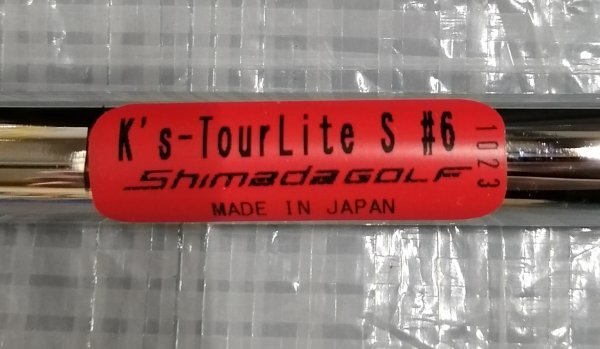 K's-TourLite S #6
ShimadaGOLF
MADE IN JAPAN
1023